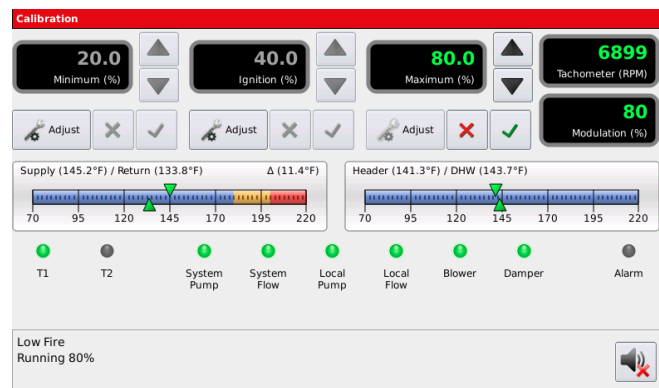 Calibration
20.0
Minimum (%)
40.0
Ignition (%)
80.0
Maximum (%)
6899
Tachometer (RPM)
Adjust
Adjust
Adjust
80
Modulation (%)
Supply (145.2°F) / Return (133.8°F) Δ (11.4°F)
70 95 120 145 170 195 220
Header (141.3°F) / DHW (143.7°F)
70 95 120 145 170 195 220
T1
T2
System Pump
System Flow
Local Pump
Local Flow
Blower
Damper
Alarm
Low Fire
Running 80%